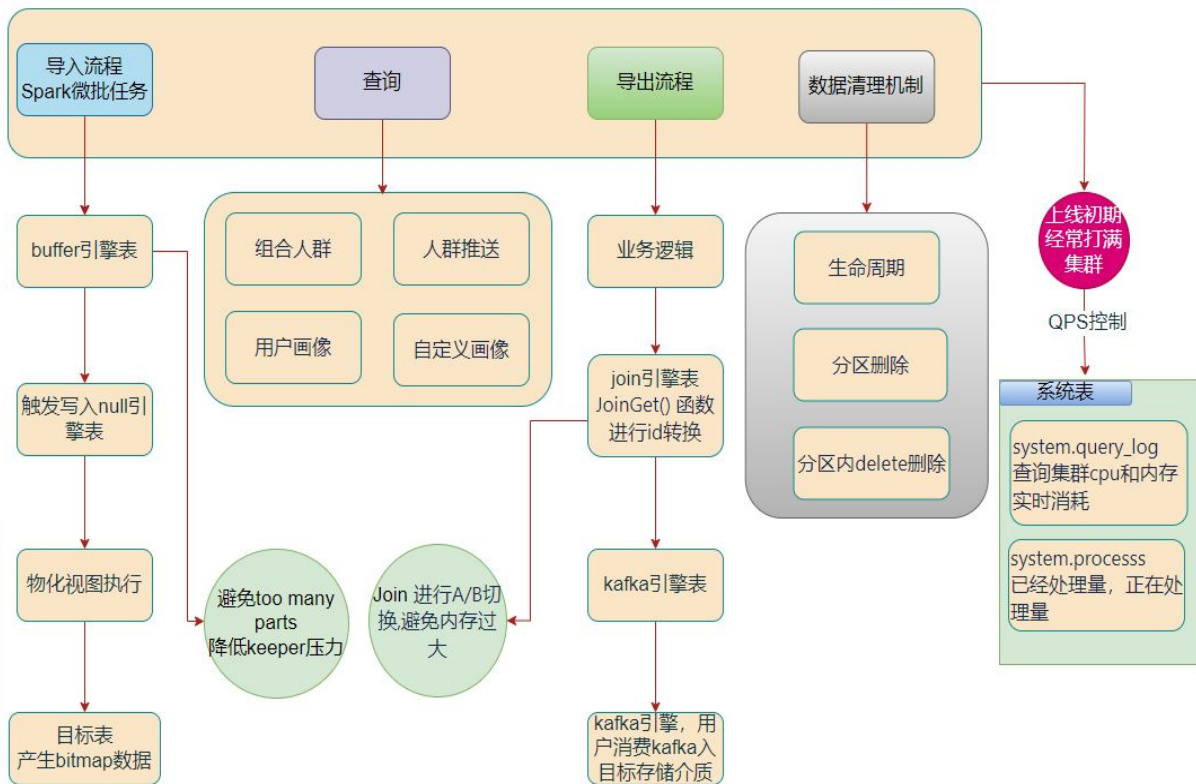 导入流程
Spark微批任务
查询
导出流程
数据清理机制
buffer引擎表
触发写入null引
擎表
物化视图执行
目标表
产生bitmap数据
避免too many
parts
降低keeper压力
组合人群
人群推送
用户画像
自定义画像
业务逻辑
join引擎表
JoinGet() 函数
进行id转换
Join 进行A/B切
换,避免内存过
大
kafka引擎表
kafka引擎，用
户消费kafka入
目标存储介质
生命周期
分区删除
分区内delete删除
上线初期
经常打满
集群
QPS控制
系统表
system.query_log
查询集群cpu和内存
实时消耗
system.processs
已经处理量，正在处
理量